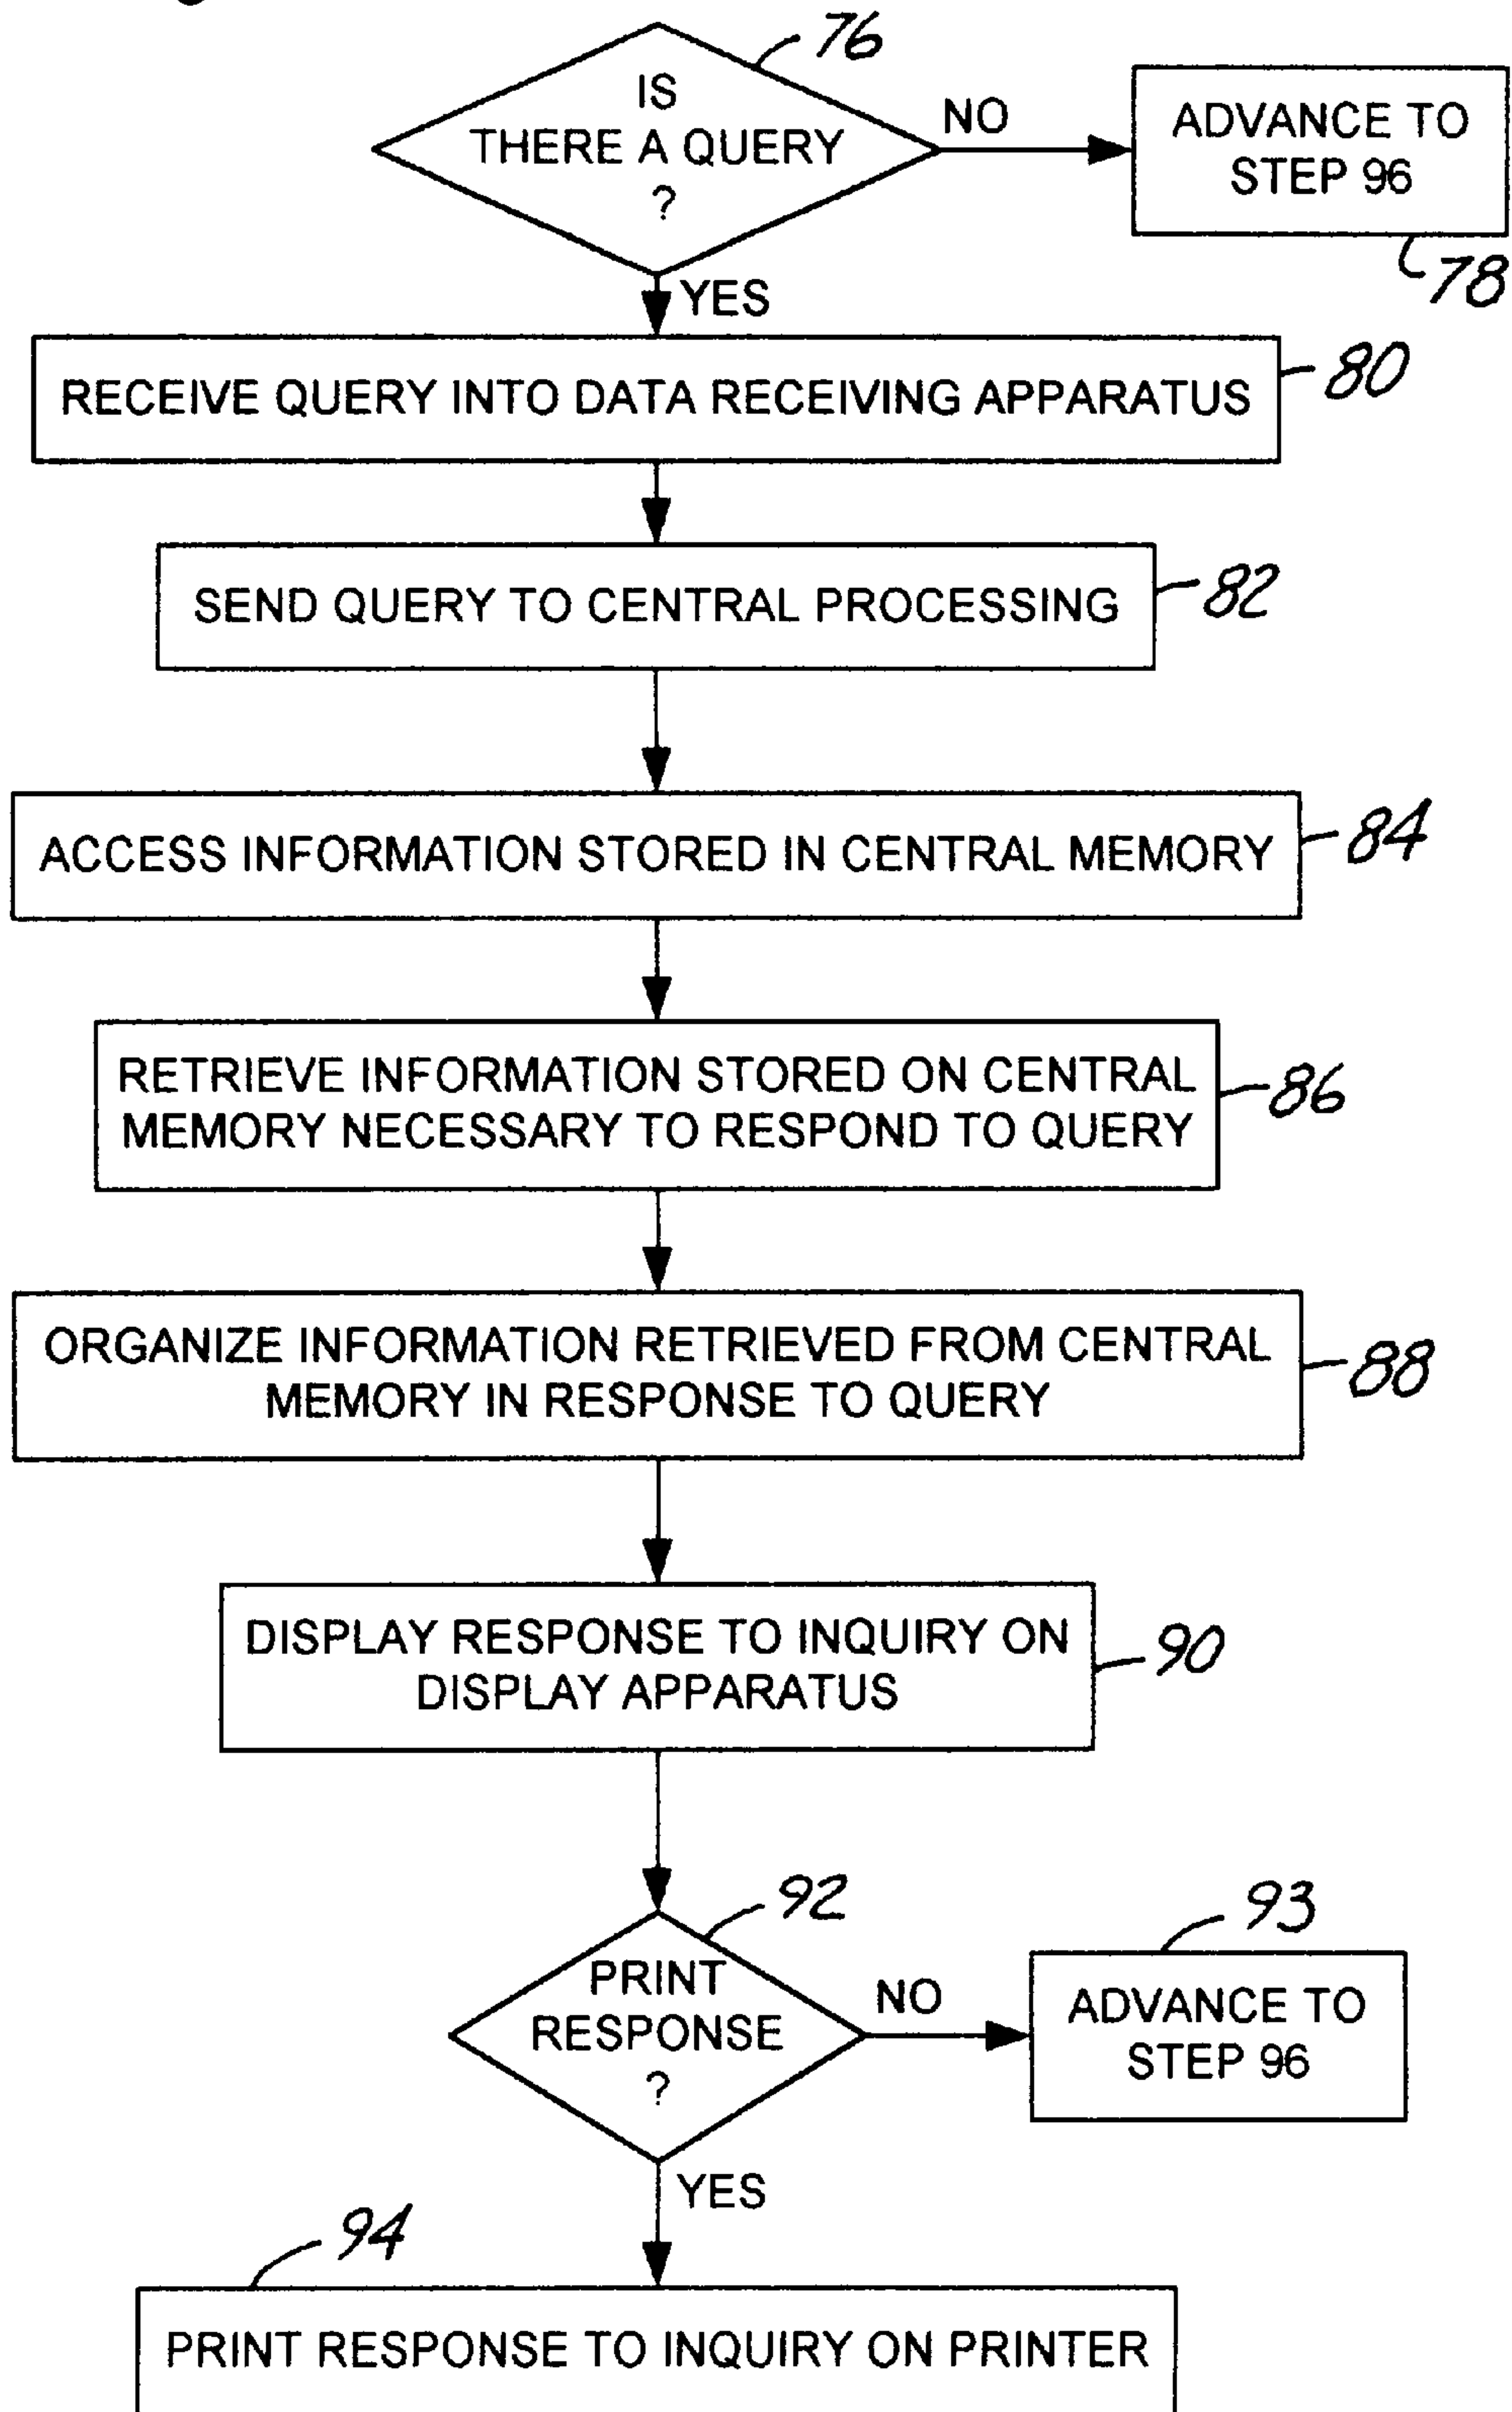 76
IS
THERE A QUERY
?
NO
ADVANCE TO
STEP 96
78
YES
RECEIVE QUERY INTO DATA RECEIVING APPARATUS
80
SEND QUERY TO CENTRAL PROCESSING
82
ACCESS INFORMATION STORED IN CENTRAL MEMORY
84
RETRIEVE INFORMATION STORED ON CENTRAL
MEMORY NECESSARY TO RESPOND TO QUERY
86
ORGANIZE INFORMATION RETRIEVED FROM CENTRAL
MEMORY IN RESPONSE TO QUERY
88
DISPLAY RESPONSE TO INQUIRY ON
DISPLAY APPARATUS
90
92
PRINT
RESPONSE
?
NO
93
ADVANCE TO
STEP 96
YES
94
PRINT RESPONSE TO INQUIRY ON PRINTER